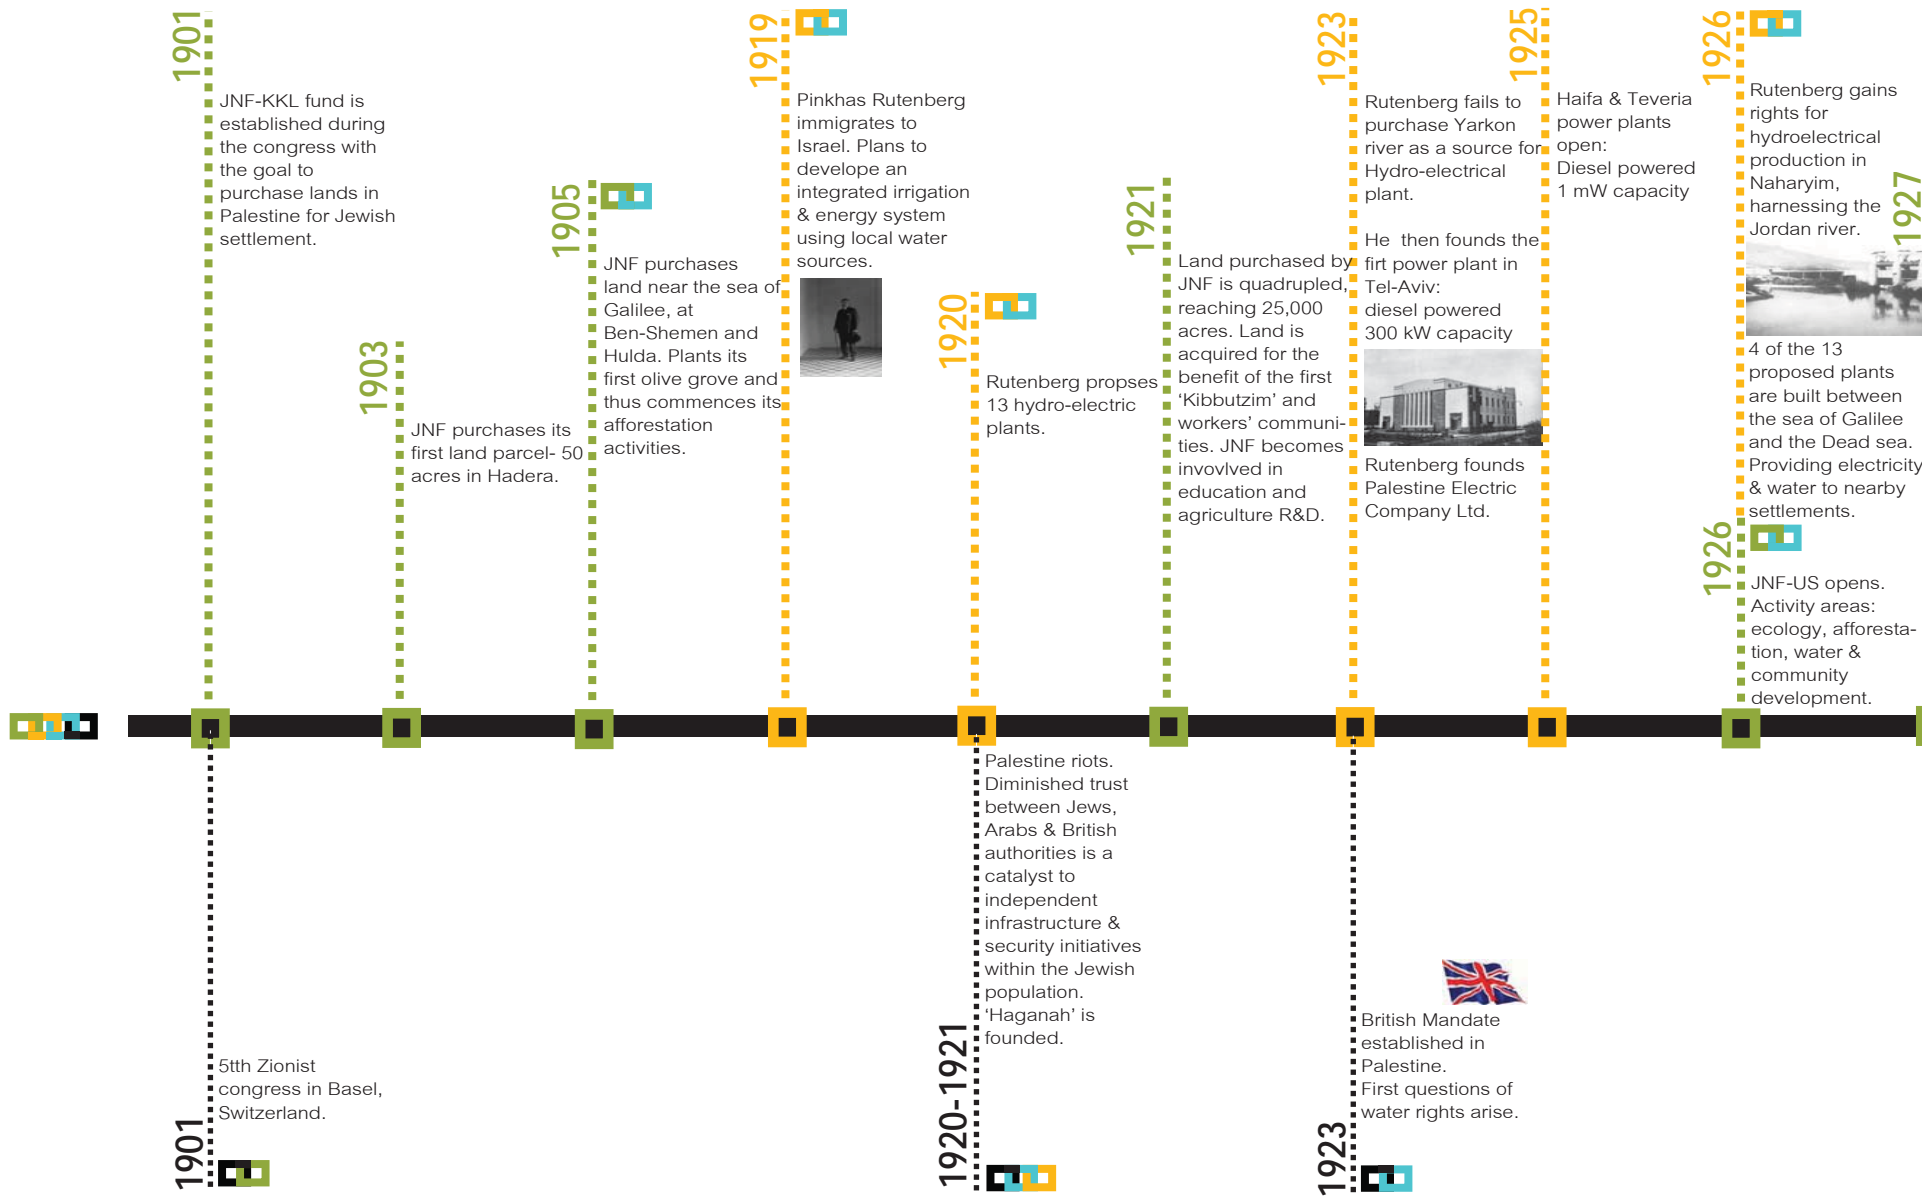 1901
JNF-KKL fund is
established during
the congress with
the goal to
purchase lands in
Palestine for Jewish
settlement.
1903
JNF purchases its
first land parcel- 50
acres in Hadera.
1905
JNF purchases
land near the sea of
Galilee, at
Ben-Shemen and
Hulda. Plants its
first olive grove and
thus commences its
afforestation
activities.
1919
Pinkhas Rutenberg
immigrates to
Israel. Plans to
develope an
integrated irrigation
& energy system
using local water
sources.
1920
Rutenberg propses
13 hydro-electric
plants.
1921
Land purchased by
JNF is quadrupled,
reaching 25,000
acres. Land is
acquired for the
benefit of the first
‘Kibbutzim’ and
workers’ communi-
ties. JNF becomes
invovlved in
education and
agriculture R&D.
1923
Rutenberg fails to
purchase Yarkon
river as a source for
Hydro-electrical
plant.
He then founds the
firt power plant in
Tel-Aviv:
diesel powered
300 kW capacity
Rutenberg founds
Palestine Electric
Company Ltd.
1925
Haifa & Teveria
power plants
open:
Diesel powered
1 mW capacity
1926
Rutenberg gains
rights for
hydroelectrical
production in
Naharyim,
harnessing the
Jordan river.
4 of the 13
proposed plants
are built between
the sea of Galilee
and the Dead sea.
Providing electricity
& water to nearby
settlements.
1926
JNF-US opens.
Activity areas:
ecology, afforesta-
tion, water &
community
development.
1927
1901
5tth Zionist
congress in Basel,
Switzerland.
1920-1921
Palestine riots.
Diminished trust
between Jews,
Arabs & British
authorities is a
catalyst to
independent
infrastructure &
security initiatives
within the Jewish
population.
‘Haganah’ is
founded.
1923
British Mandate
established in
Palestine.
First questions of
water rights arise.